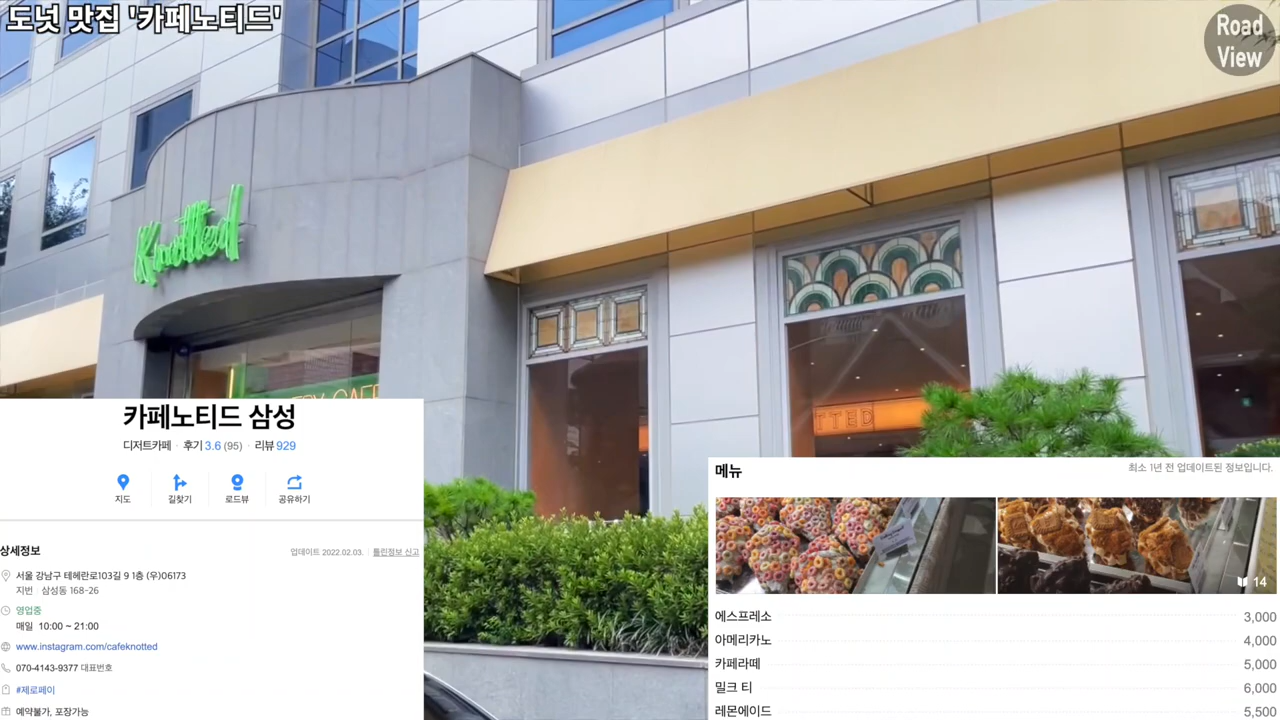 도넛 맛집 '카페노티드'
Road
View
Knotted
CAFE
TTED
카페노티드 삼성
디저트카페 · 후기 3.6 (95) · 리뷰 929
지도 길찾기 로드뷰 공유하기
상세정보 업데이트 2022.02.03. 틀린정보 신고
서울 강남구 테헤란로103길 9 1층 (우)06173
지번 삼성동 168-26
영업중
매일 10:00 ~ 21:00
www.instagram.com/cafeknotted
070-4143-9377 대표번호
#제로페이
예약불가, 포장가능
메뉴 최소 1년 전 업데이트된 정보입니다.
14
에스프레소 3,000
아메리카노 4,000
카페라떼 5,000
밀크 티 6,000
레몬에이드 5,500